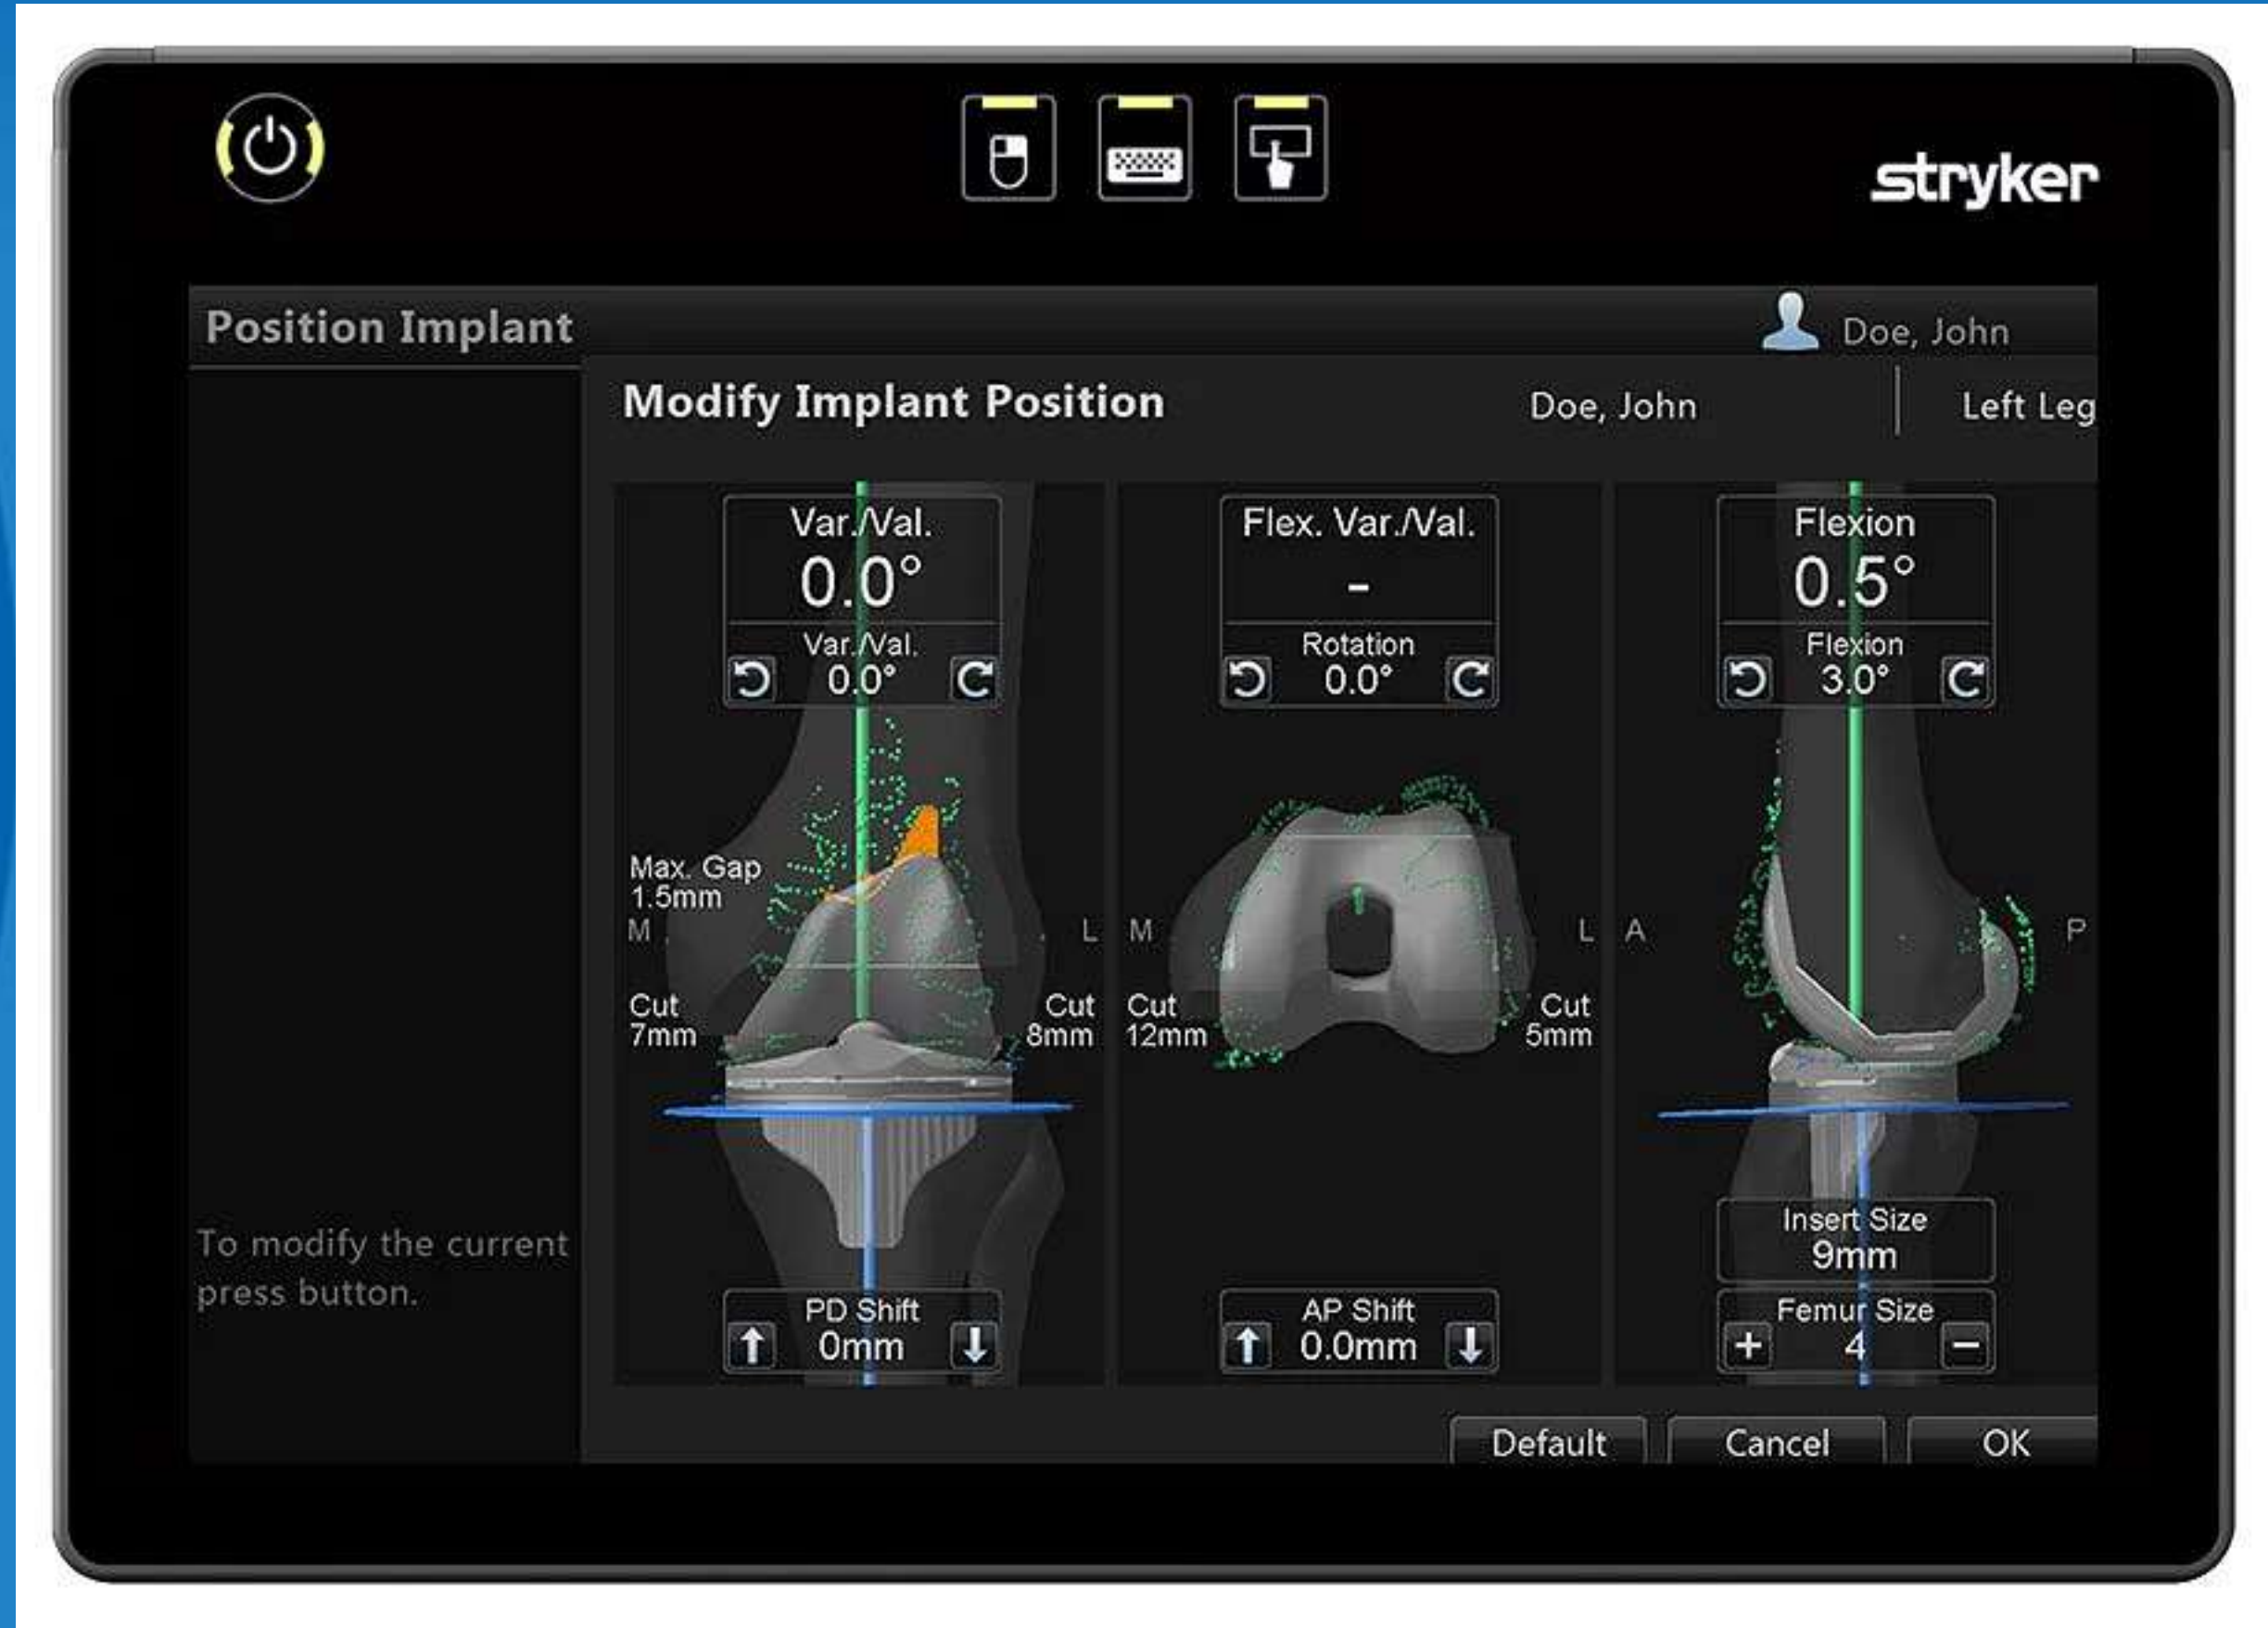 stryker
Position Implant
Doe, John
Modify Implant Position
Doe, John
Left Leg
Var./Val.
0.0°
Var./Val.
0.0°
Flex. Var./Val.
-
Rotation
0.0°
Flexion
0.5°
Flexion
3.0°
Max. Gap
1.5mm
M
L
M
L
A
P
Cut
7mm
Cut
8mm
Cut
12mm
Cut
5mm
To modify the current
press button.
PD Shift
0mm
AP Shift
0.0mm
Insert Size
9mm
Femur Size
4
Default
Cancel
OK